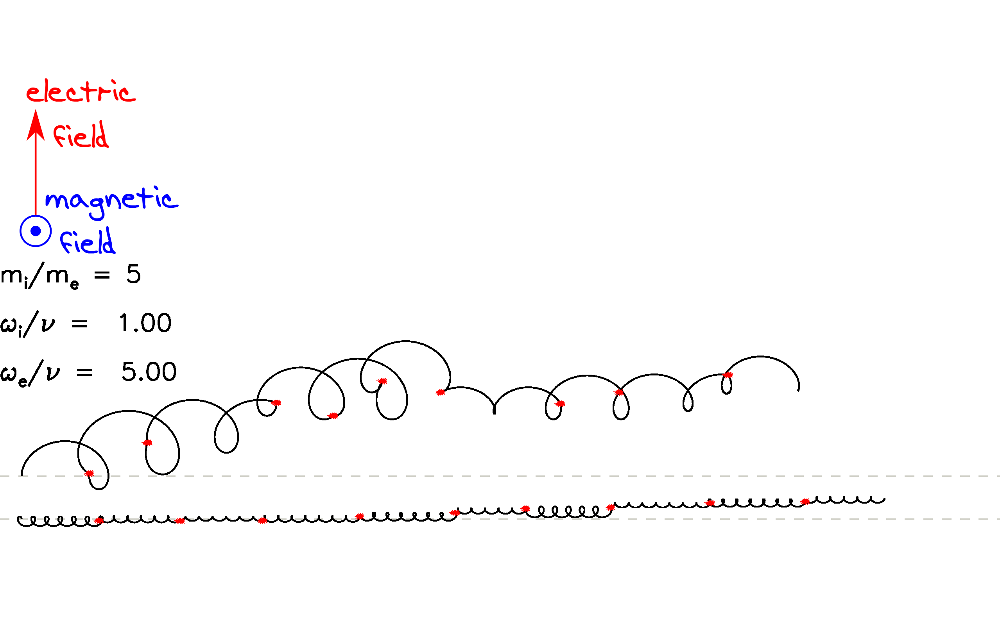 electric
field
magnetic
field
mᵢ/mₑ = 5
ωᵢ/ν = 1.00
ωₑ/ν = 5.00